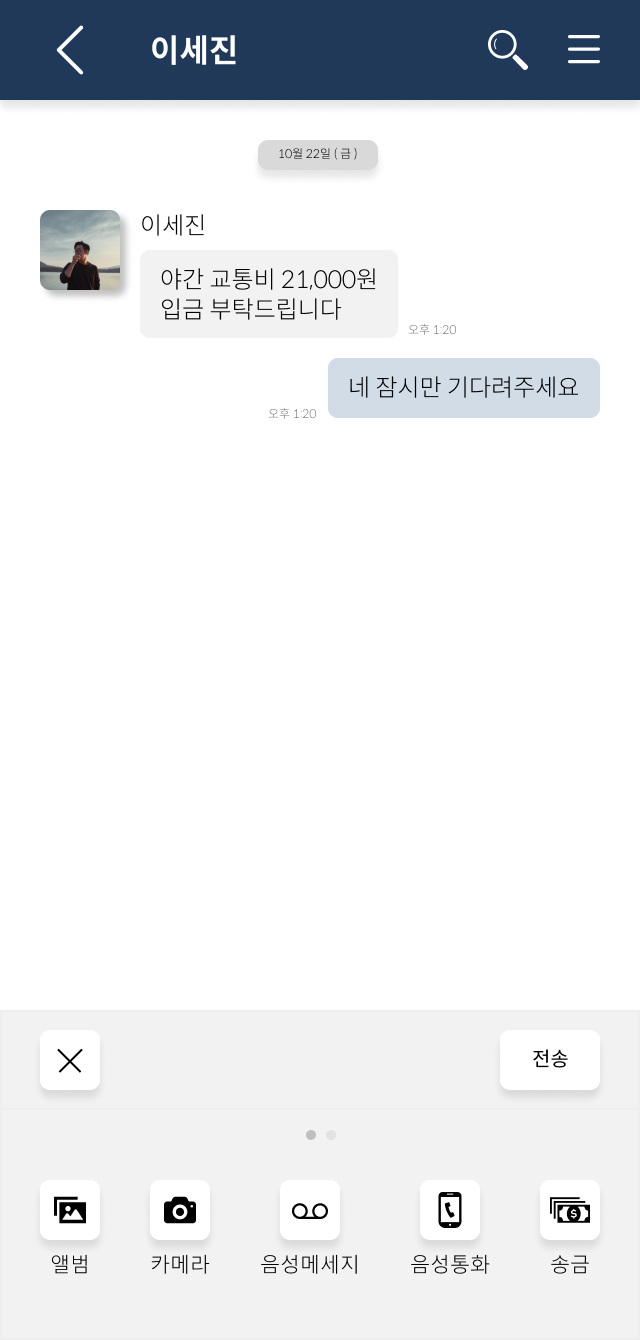 이세진
10월 22일 ( 금 )
이세진
야간 교통비 21,000원
입금 부탁드립니다
오후 1:20
네 잠시만 기다려주세요
오후 1:20
전송
앨범
카메라
음성메세지
음성통화
송금